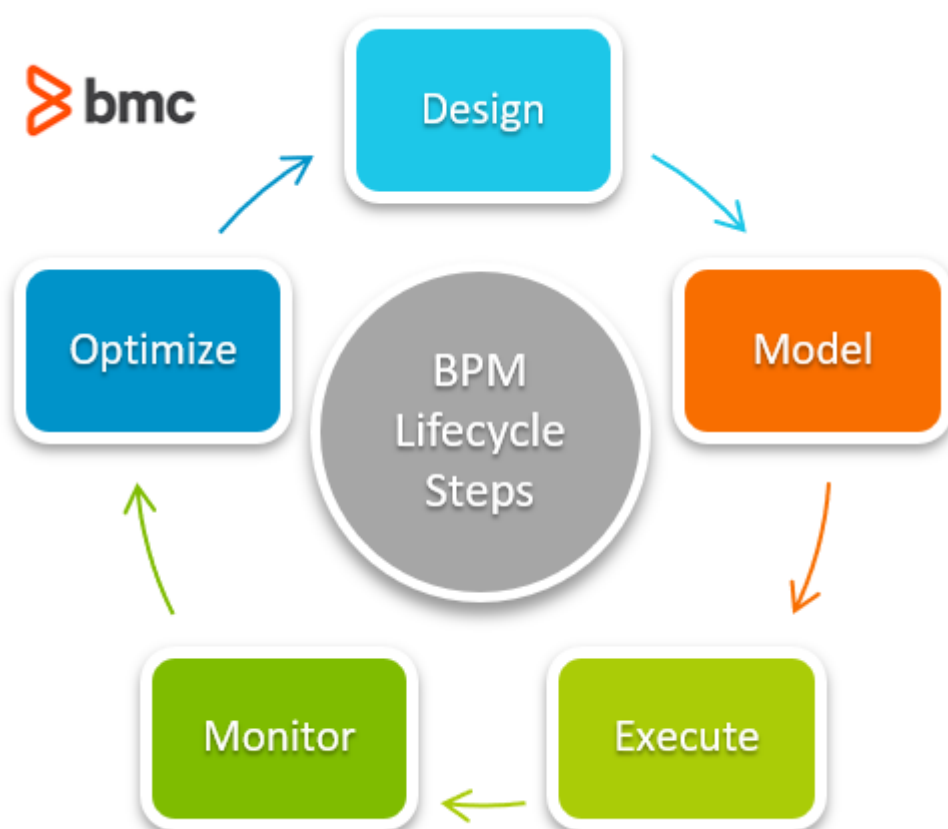 bmc
Design
Optimize
BPM
Lifecycle
Steps
Model
Monitor
Execute